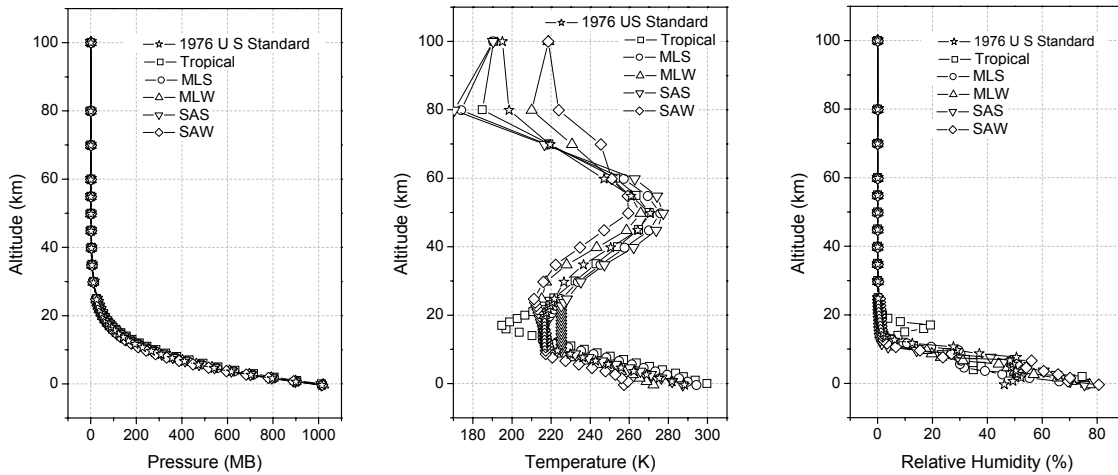 100
80
60
40
20
0
Altitude (km)
0 200 400 600 800 1000
Pressure (MB)
1976 U S Standard
Tropical
MLS
MLW
SAS
SAW
100
80
60
40
20
0
Altitude (km)
180 200 220 240 260 280 300
Temperature (K)
1976 US Standard
Tropical
MLS
MLW
SAS
SAW
100
80
60
40
20
0
Altitude (km)
0 20 40 60 80
Relative Humidity (%)
1976 U S Standard
Tropical
MLS
MLW
SAS
SAW